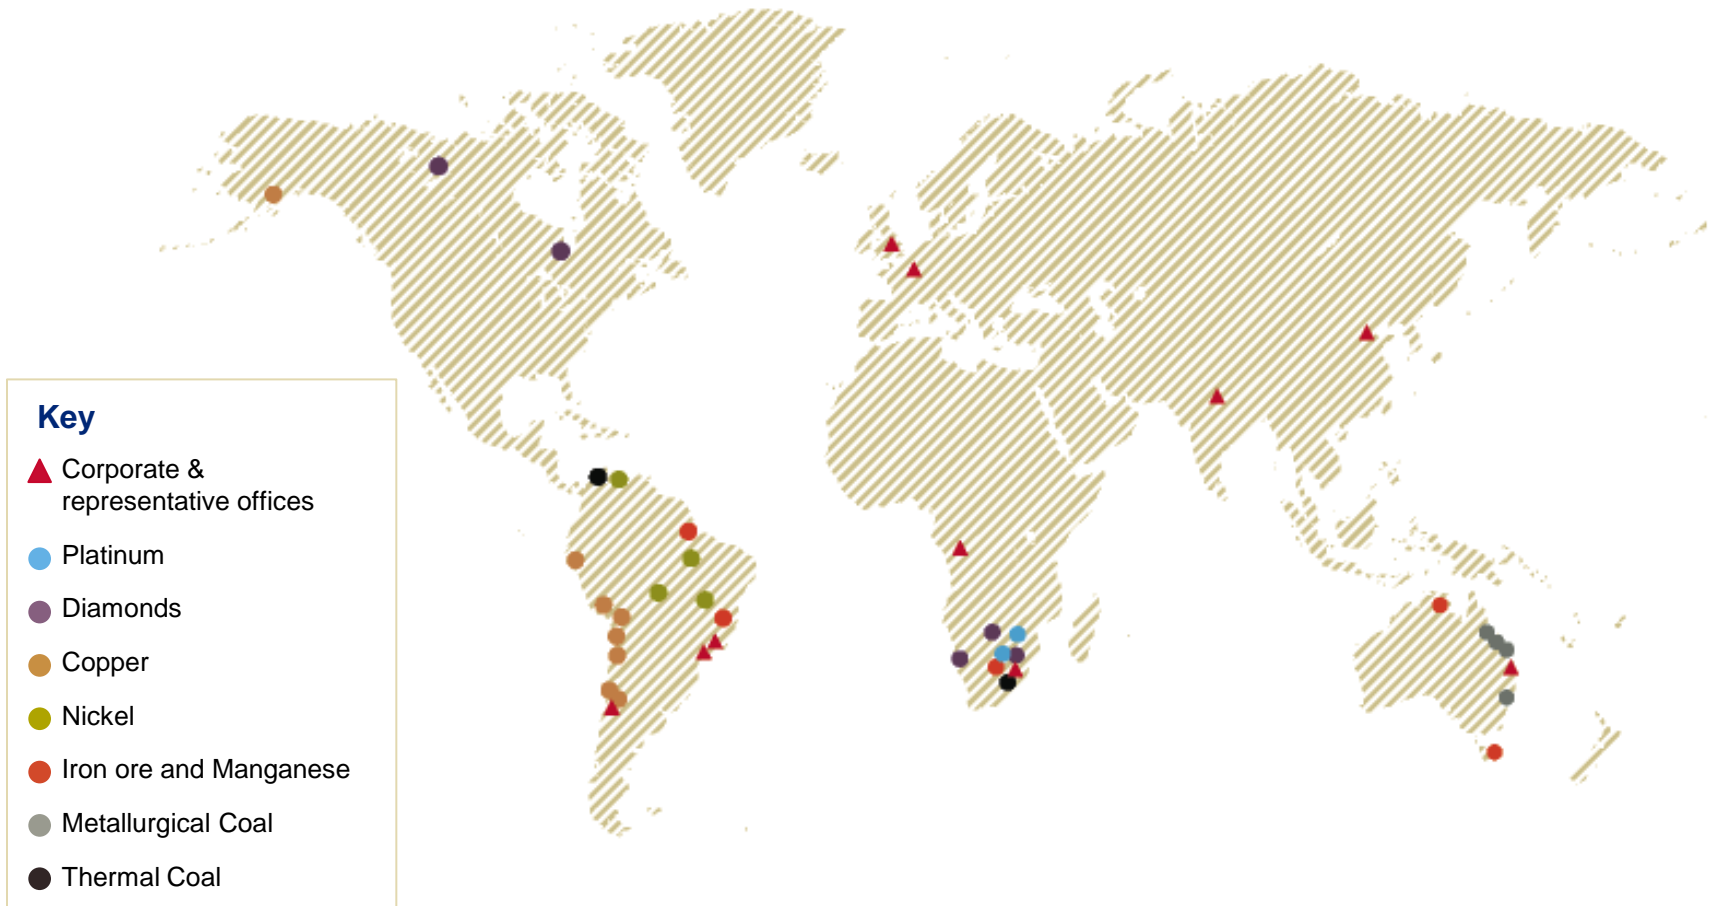 Key
Corporate &
representative offices
Platinum
Diamonds
Copper
Nickel
Iron ore and Manganese
Metallurgical Coal
Thermal Coal